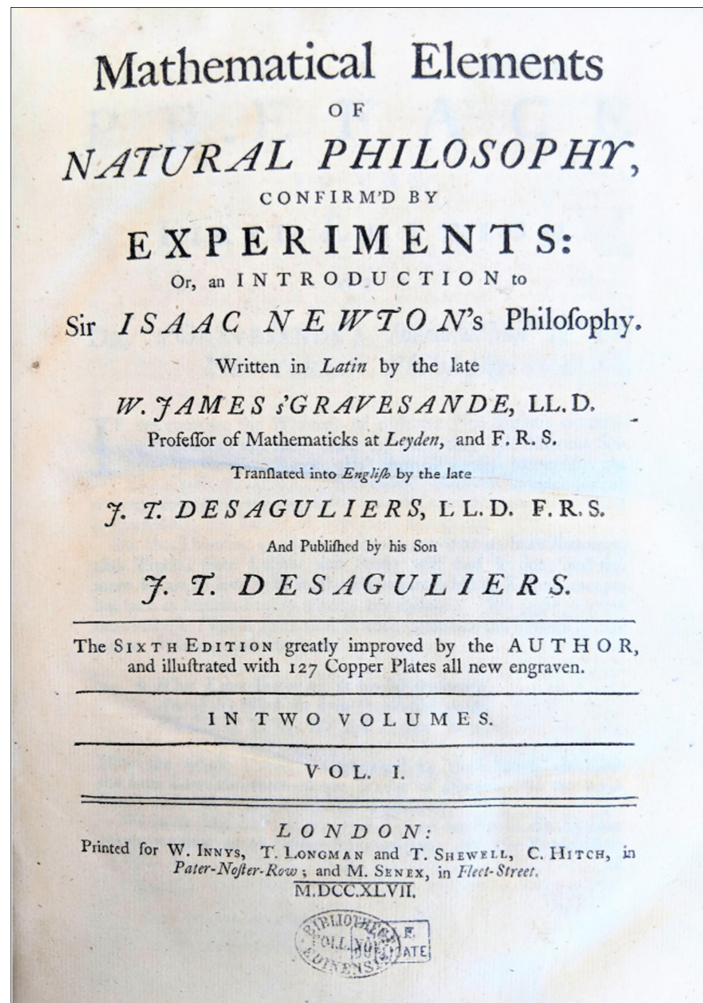 Mathematical Elements
OF
NATURAL PHILOSOPHY,
CONFIRM'D BY
EXPERIMENTS:
Or, an INTRODUCTION to
Sir ISAAC NEWTON's Philoſophy.
Written in Latin by the late
W. JAMES s'GRAVESANDE, LL.D.
Profeſſor of Mathematicks at Leyden, and F. R. S.
Tranſlated into Engliſh by the late
J. T. DESAGULIERS, LL.D. F.R.S.
And Publiſhed by his Son
J. T. DESAGULIERS.
The SIXTH EDITION greatly improved by the AUTHOR,
and illuſtrated with 127 Copper Plates all new engraven.
IN TWO VOLUMES.
VOL. I.
LONDON:
Printed for W. INNYS, T. LONGMAN and T. SHEWELL, C. HITCH, in
Pater-Noſter-Row; and M. SENEX, in Fleet-Street.
M.DCC.XLVII.
BIBLIOTHECA
EDINENSIS